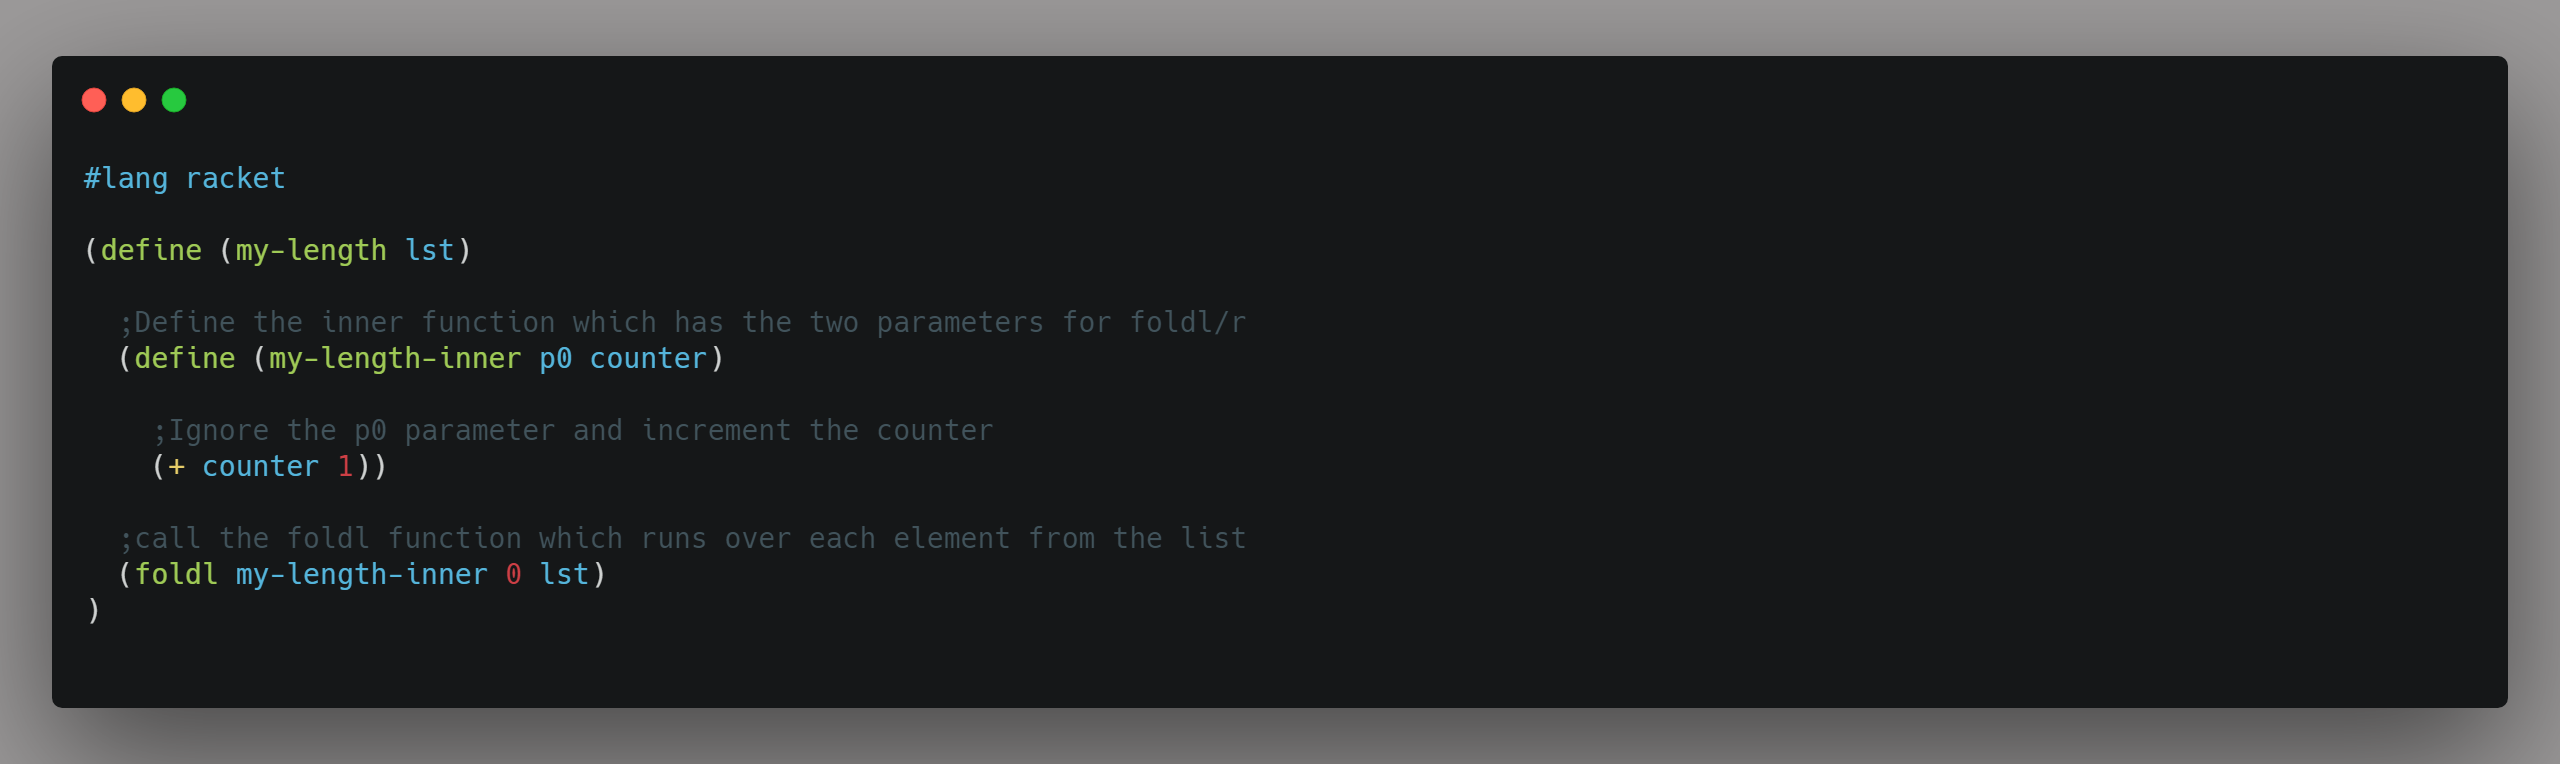 #lang racket
(define (my-length lst)
;Define the inner function which has the two parameters for foldl/r
(define (my-length-inner p0 counter)
;Ignore the p0 parameter and increment the counter
(+ counter 1))
;call the foldl function which runs over each element from the list
(foldl my-length-inner 0 lst)
)